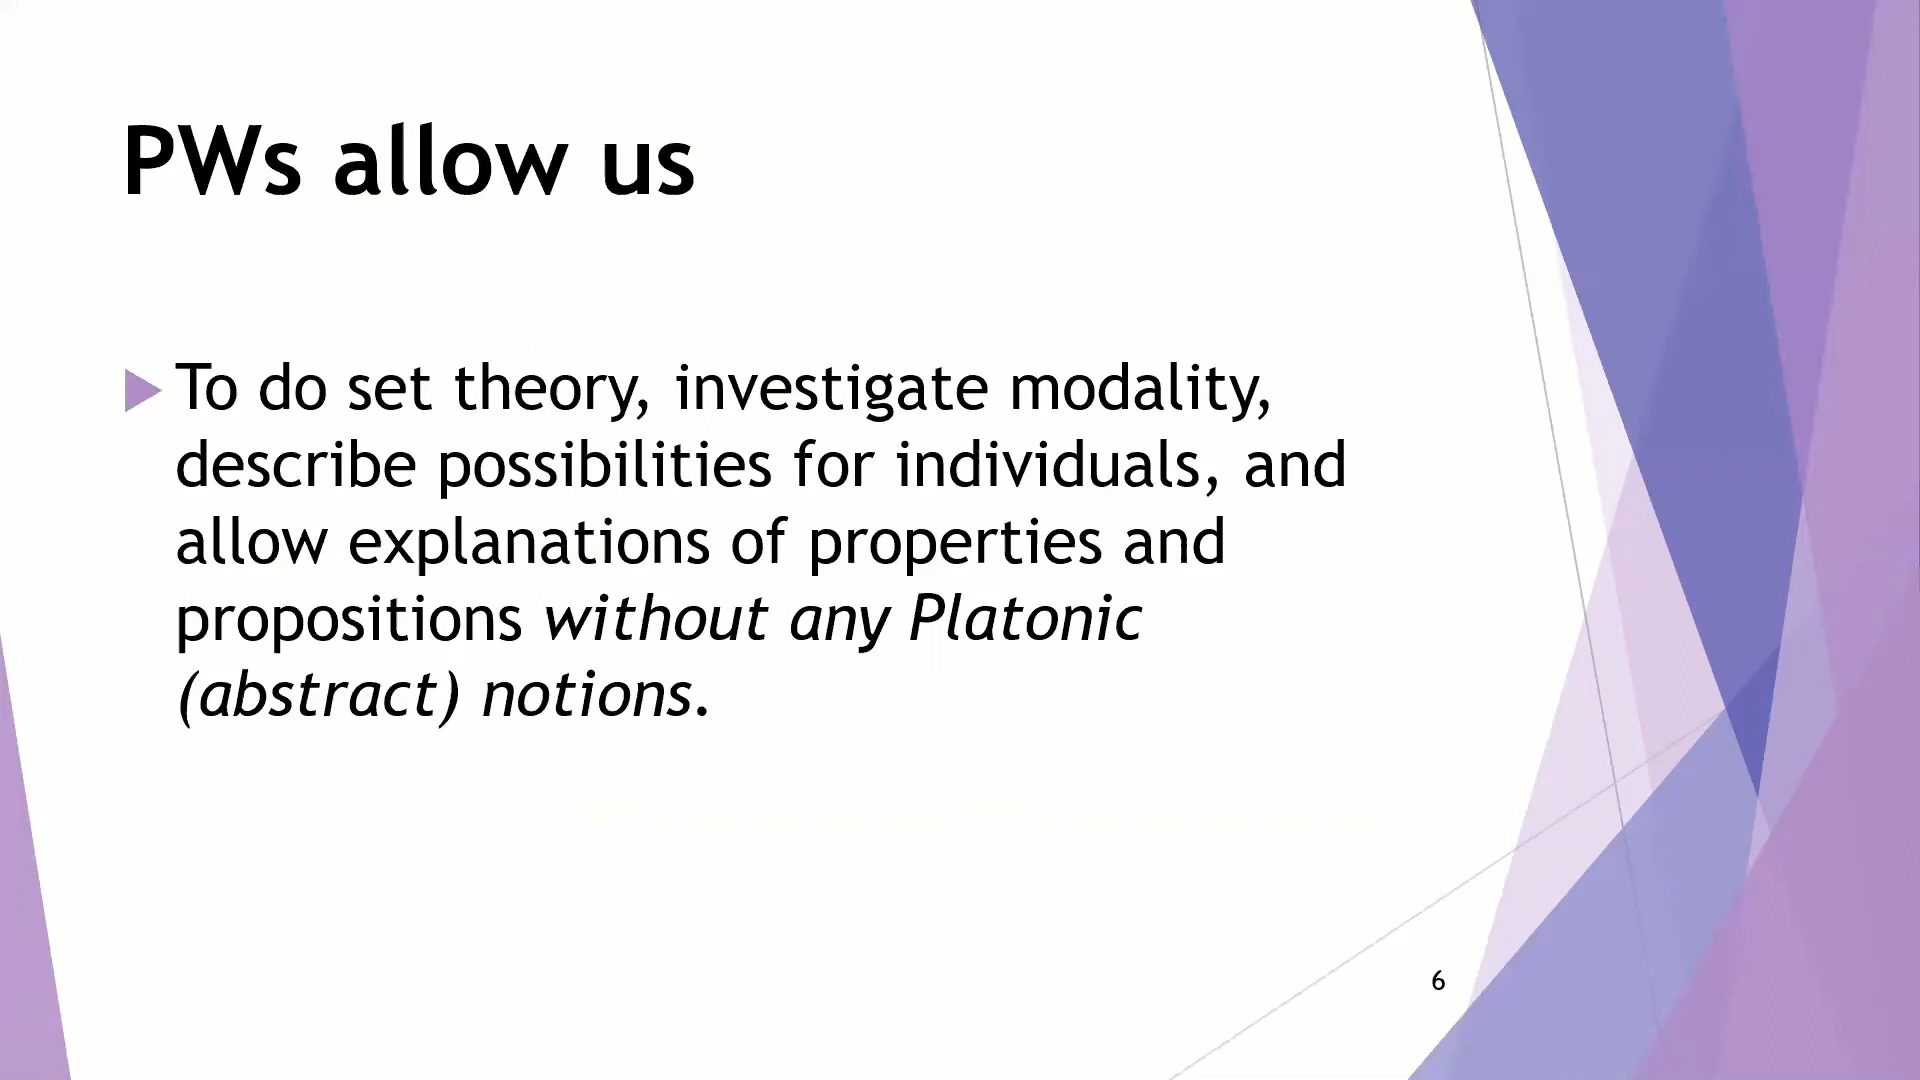 PWs allow us
To do set theory, investigate modality,
describe possibilities for individuals, and
allow explanations of properties and
propositions without any Platonic
(abstract) notions.
6